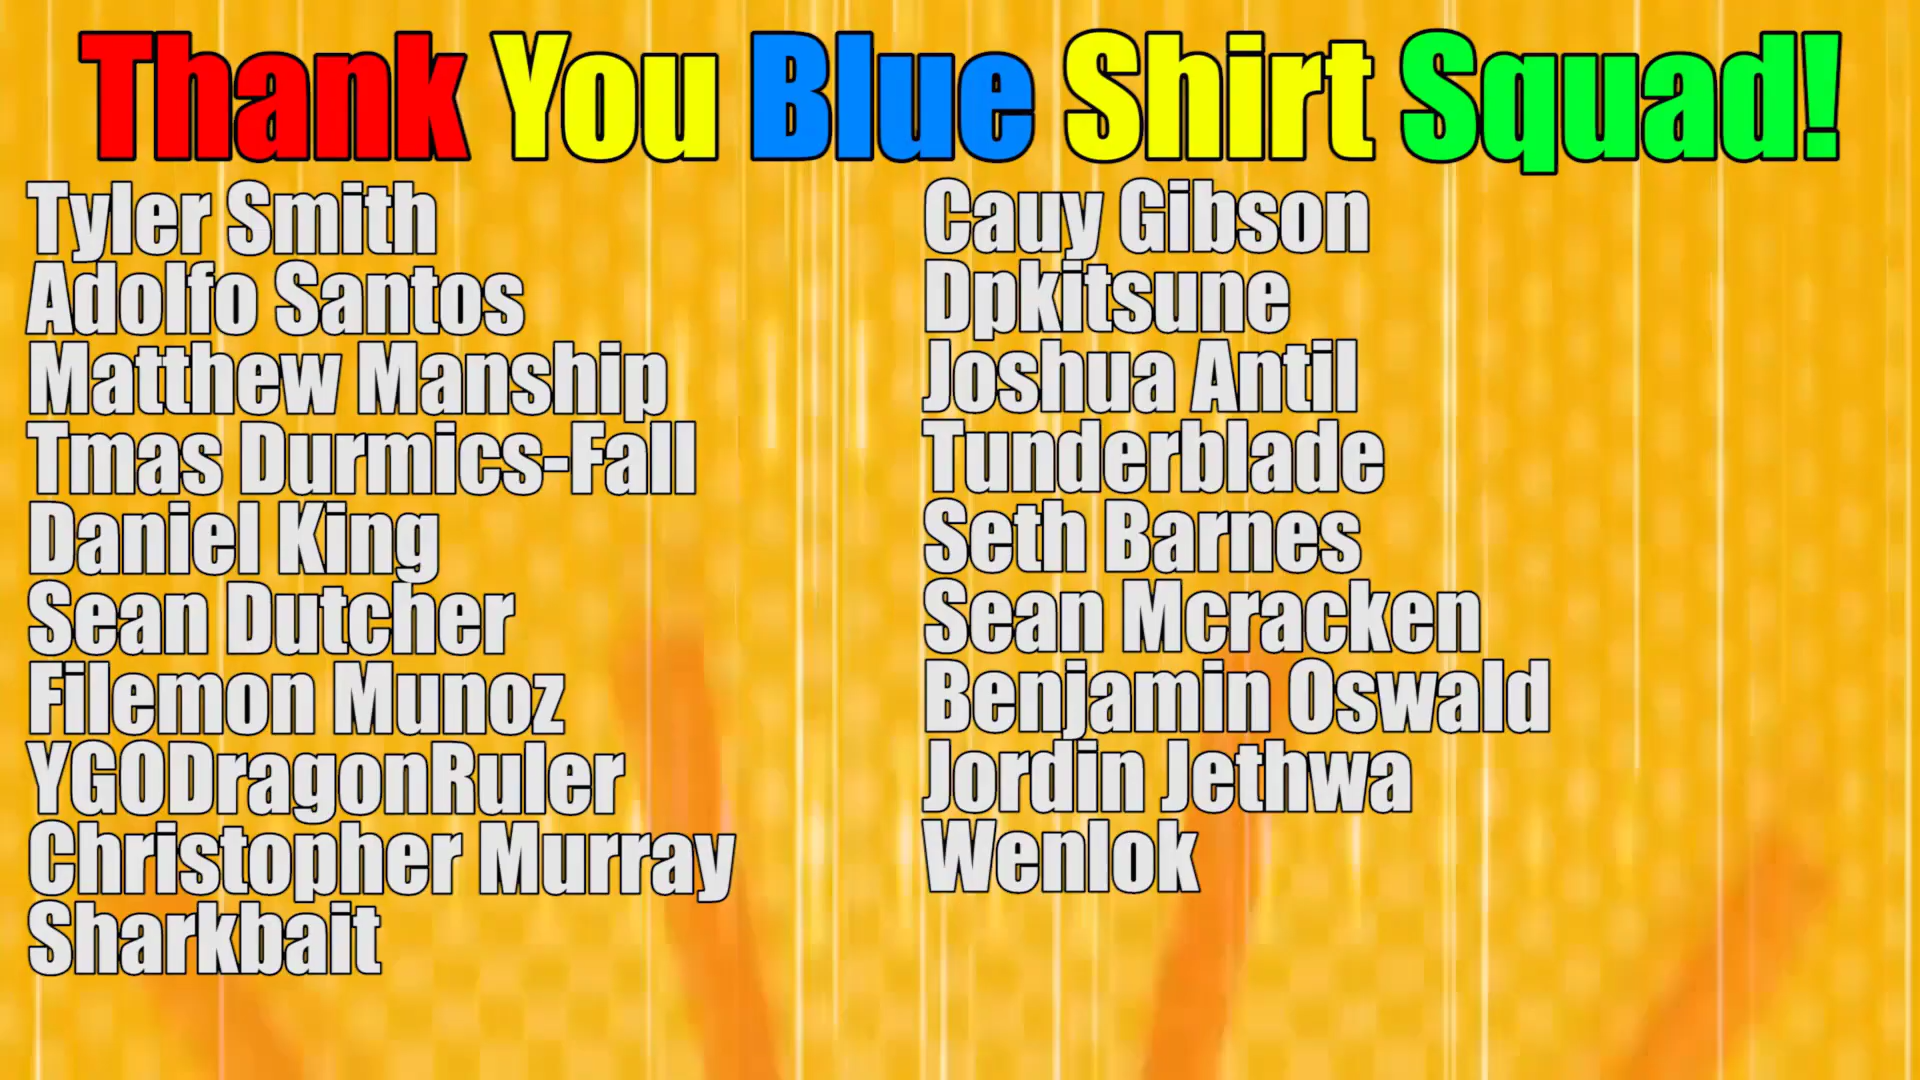 Thank You Blue Shirt Squad!
Tyler Smith
Adolfo Santos
Matthew Manship
Tmas Durmics-Fall
Daniel King
Sean Dutcher
Filemon Munoz
YGODragonRuler
Christopher Murray
Sharkbait
Cauy Gibson
Dpkitsune
Joshua Antil
Tunderblade
Seth Barnes
Sean Mcracken
Benjamin Oswald
Jordin Jethwa
Wenlok